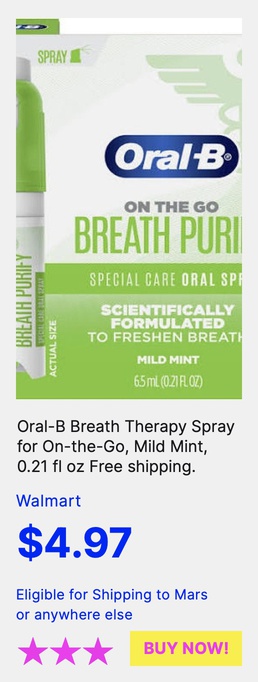 SPRAY
Oral-B®
ON THE GO
BREATH PURI
SPECIAL CARE ORAL SPR
SCIENTIFICALLY
FORMULATED
TO FRESHEN BREATH
MILD MINT
6.5 mL (0.21 FL OZ)
BREATH PURIFY
ACTUAL SIZE
Oral-B Breath Therapy Spray
for On-the-Go, Mild Mint,
0.21 fl oz Free shipping.
Walmart
$4.97
Eligible for Shipping to Mars
or anywhere else
BUY NOW!